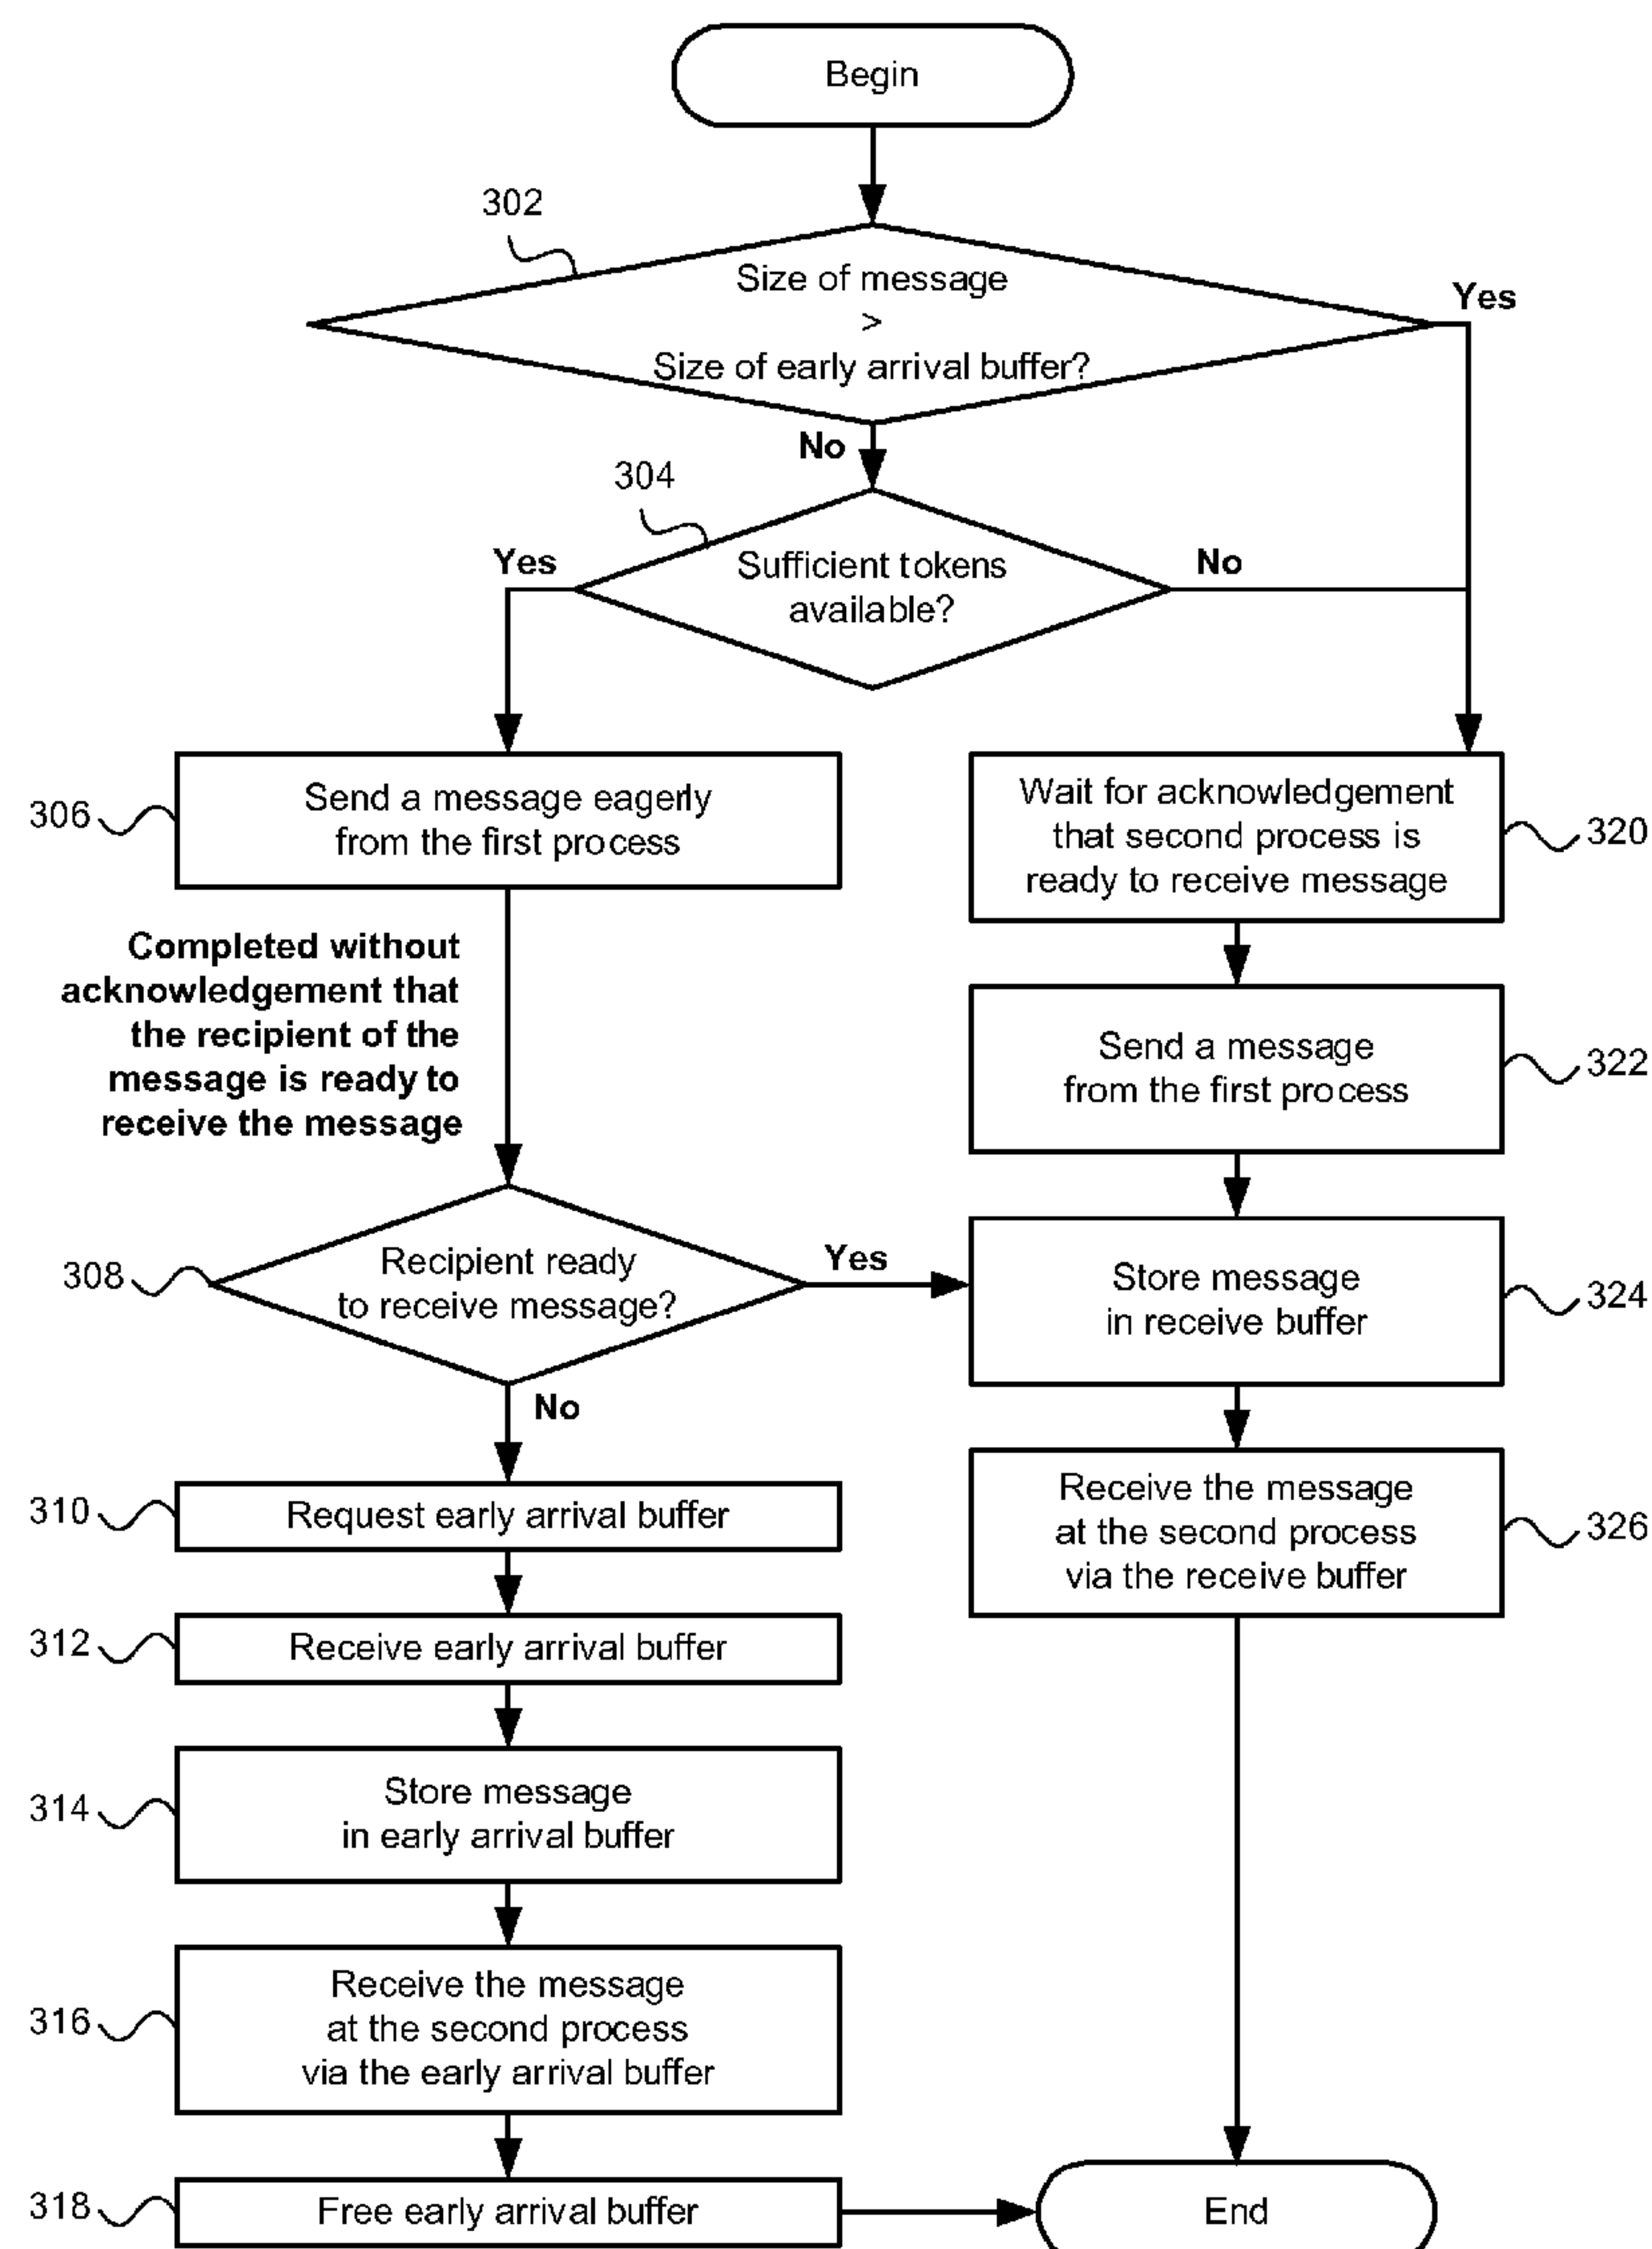 Begin
302
Size of message
>
Size of early arrival buffer?
Yes
No
304
Sufficient tokens
available?
Yes
No
306
Send a message eagerly
from the first process
Wait for acknowledgement
that second process is
ready to receive message
320
Completed without
acknowledgement that
the recipient of the
message is ready to
receive the message
Send a message
from the first process
322
308
Recipient ready
to receive message?
Yes
No
Store message
in receive buffer
324
310
Request early arrival buffer
Receive the message
at the second process
via the receive buffer
326
312
Receive early arrival buffer
314
Store message
in early arrival buffer
316
Receive the message
at the second process
via the early arrival buffer
318
Free early arrival buffer
End